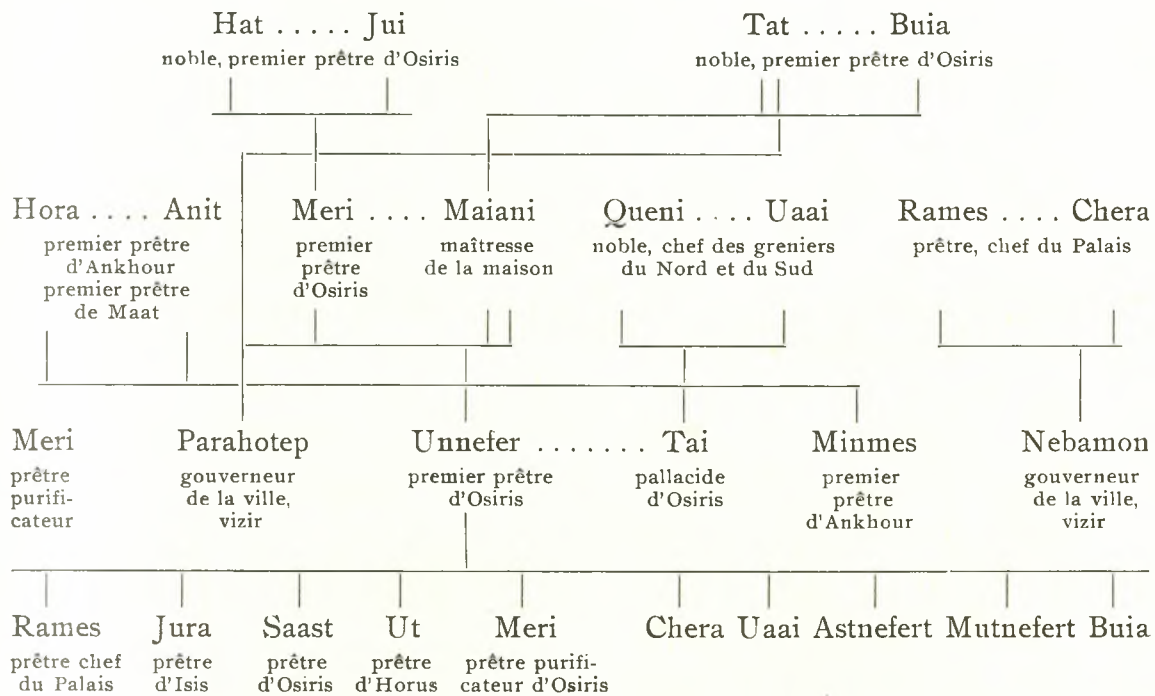 Hat ..... Jui
noble, premier prêtre d'Osiris
Tat ..... Buia
noble, premier prêtre d'Osiris
Hora .... Anit
premier prêtre
d'Ankhour
premier prêtre
de Maat
Meri .... Maiani
premier
prêtre
d'Osiris
maîtresse
de la maison
Queni .... Uaai
noble, chef des greniers
du Nord et du Sud
Rames .... Chera
prêtre, chef du Palais
Meri
prêtre
purifi-
cateur
Parahotep
gouverneur
de la ville,
vizir
Unnefer ....... Tai
premier prêtre
d'Osiris
pallacide
d'Osiris
Minmes
premier
prêtre
d'Ankhour
Nebamon
gouverneur
de la ville,
vizir
Rames
prêtre chef
du Palais
Jura
prêtre
d'Isis
Saast
prêtre
d'Osiris
Ut
prêtre
d'Horus
Meri
prêtre purifi-
cateur d'Osiris
Chera
Uaai
Astnefert
Mutnefert
Buia